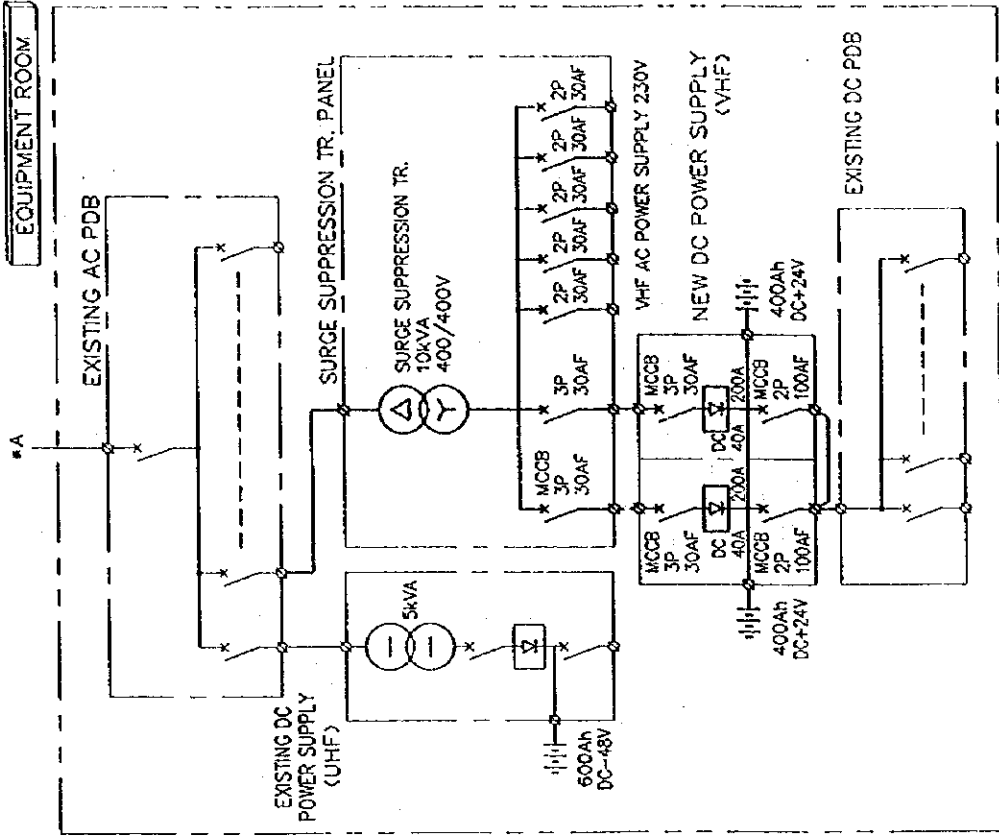 EQUIPMENT ROOM
*A
EXISTING AC PDB
EXISTING DC
POWER SUPPLY
(UHF)
5kVA
600Ah
DC-48V
SURGE SUPPRESSION TR. PANEL
SURGE SUPPRESSION TR.
10KVA
400/400V
MCCB
3P
30AF
3P
30AF
2P
30AF
2P
30AF
2P
30AF
2P
30AF
2P
30AF
VHF AC POWER SUPPLY 230V
NEW DC POWER SUPPLY
(VHF)
MCCB
3P
30AF
DC
40A
200A
MCCB
2P
100AF
400Ah
DC+24V
MCCB
3P
30AF
DC
40A
200A
MCCB
2P
100AF
400Ah
DC+24V
EXISTING DC PDB